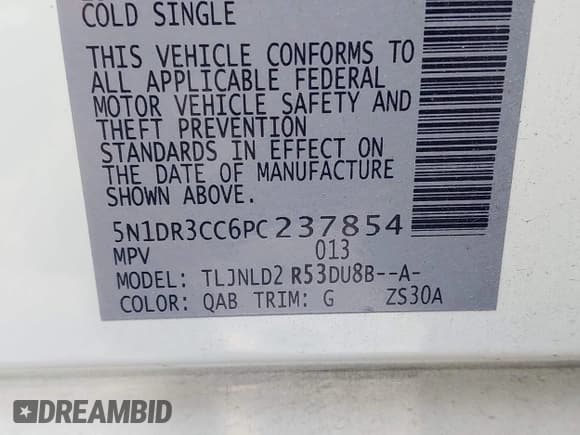 COLD SINGLE
THIS VEHICLE CONFORMS TO
ALL APPLICABLE FEDERAL
MOTOR VEHICLE SAFETY AND
THEFT PREVENTION
STANDARDS IN EFFECT ON
THE DATE OF MANUFACTURE
SHOWN ABOVE.
5N1DR3CC6PC237854
MPV 013
MODEL: TLJNLD2 R53DU8B--A-
COLOR: QAB TRIM: G ZS30A
DREAMBID